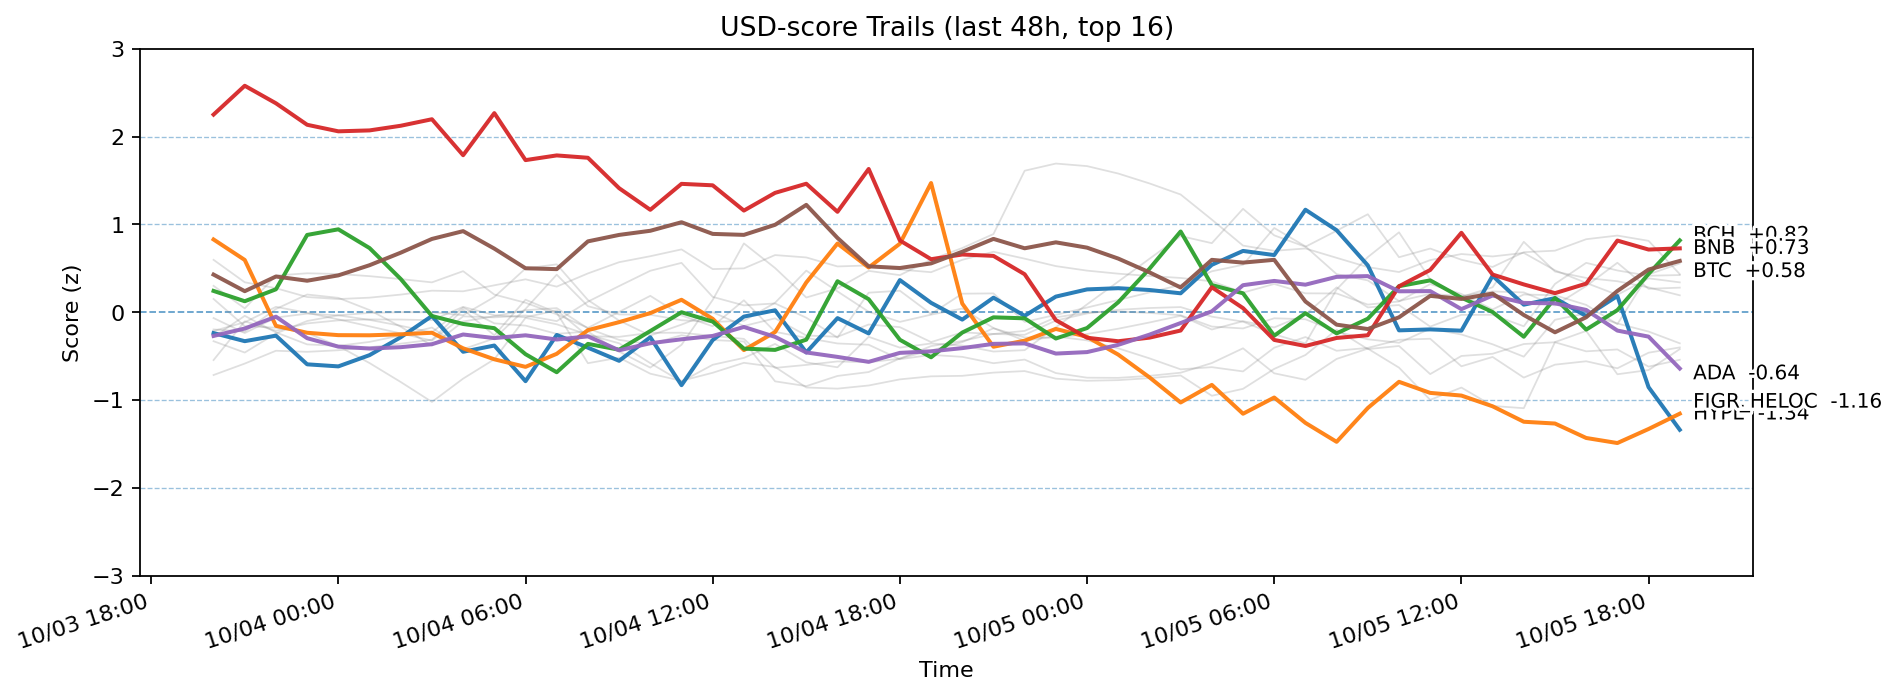 USD-score Trails (last 48h, top 16)
Score (z)
3
2
1
0
−1
−2
−3
BCH +0.82
BNB +0.73
BTC +0.58
ADA -0.64
FIGR_HELOC -1.16
HYPE -1.34
10/03 18:00
10/04 00:00
10/04 06:00
10/04 12:00
10/04 18:00
10/05 00:00
10/05 06:00
10/05 12:00
10/05 18:00
Time